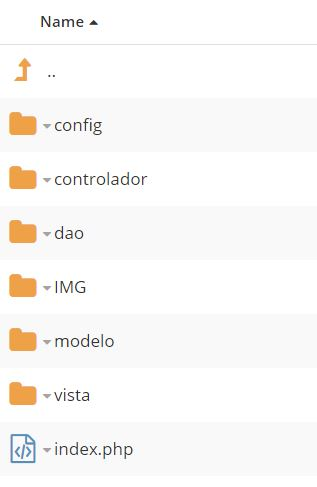 Name
..
config
controlador
dao
IMG
modelo
vista
index.php